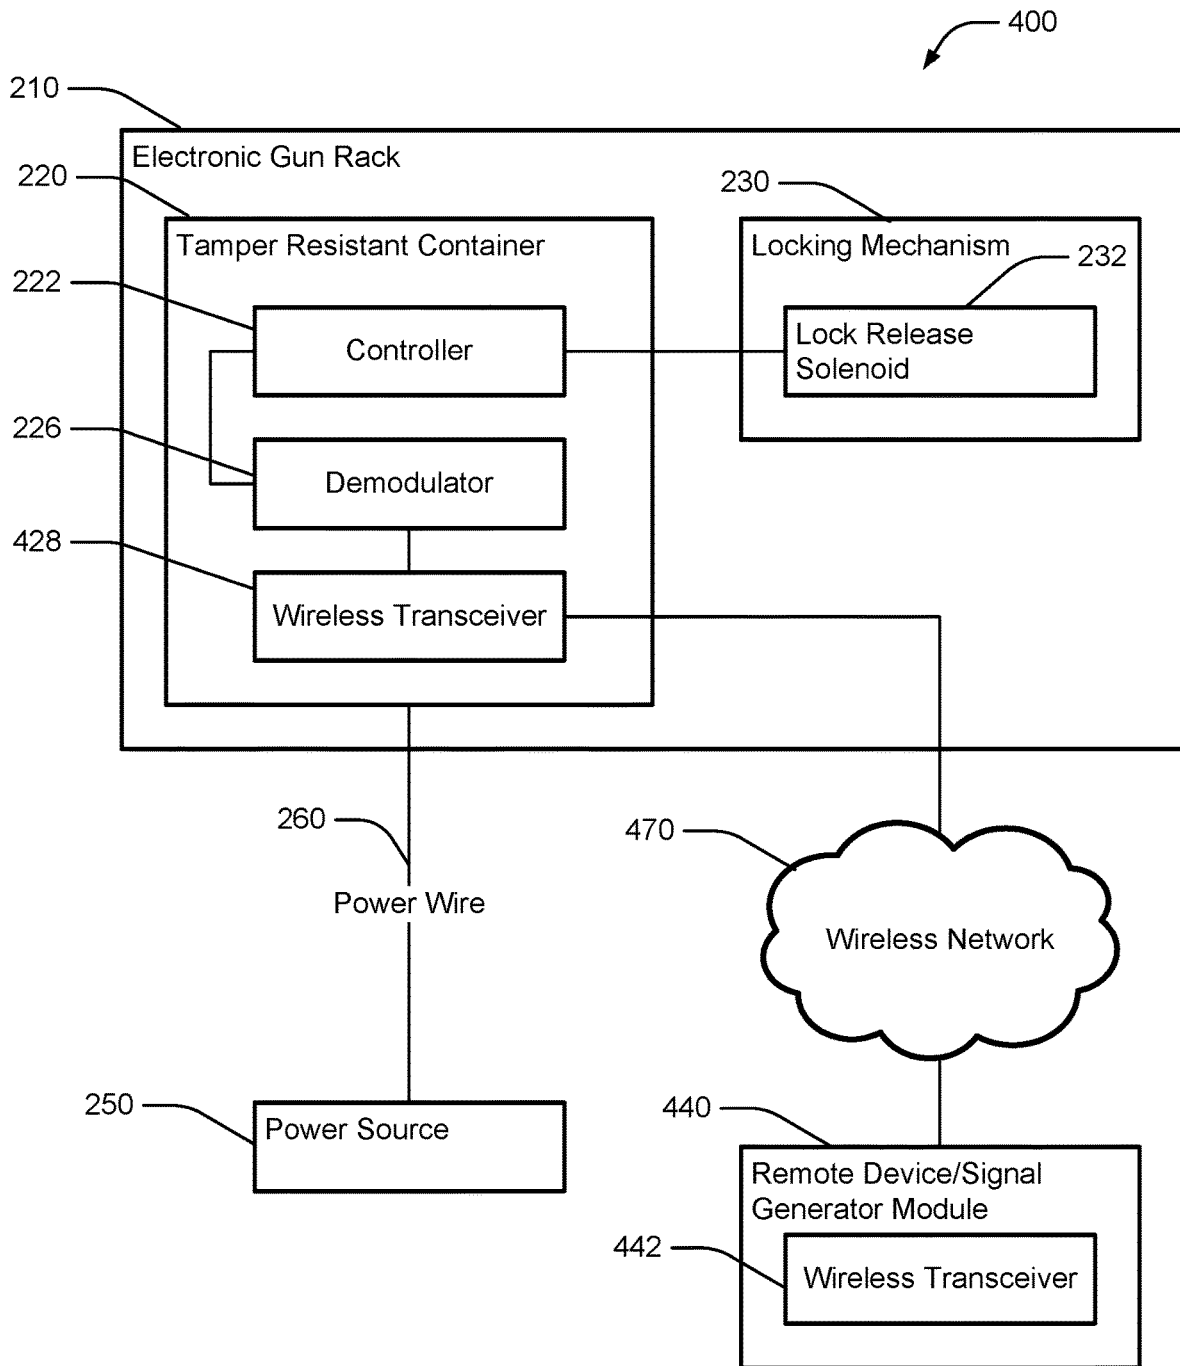 400
210
Electronic Gun Rack
220
230
Tamper Resistant Container
Locking Mechanism
232
222
Controller
Lock Release
Solenoid
226
Demodulator
428
Wireless Transceiver
260
470
Power Wire
Wireless Network
250
Power Source
440
Remote Device/Signal
Generator Module
442
Wireless Transceiver